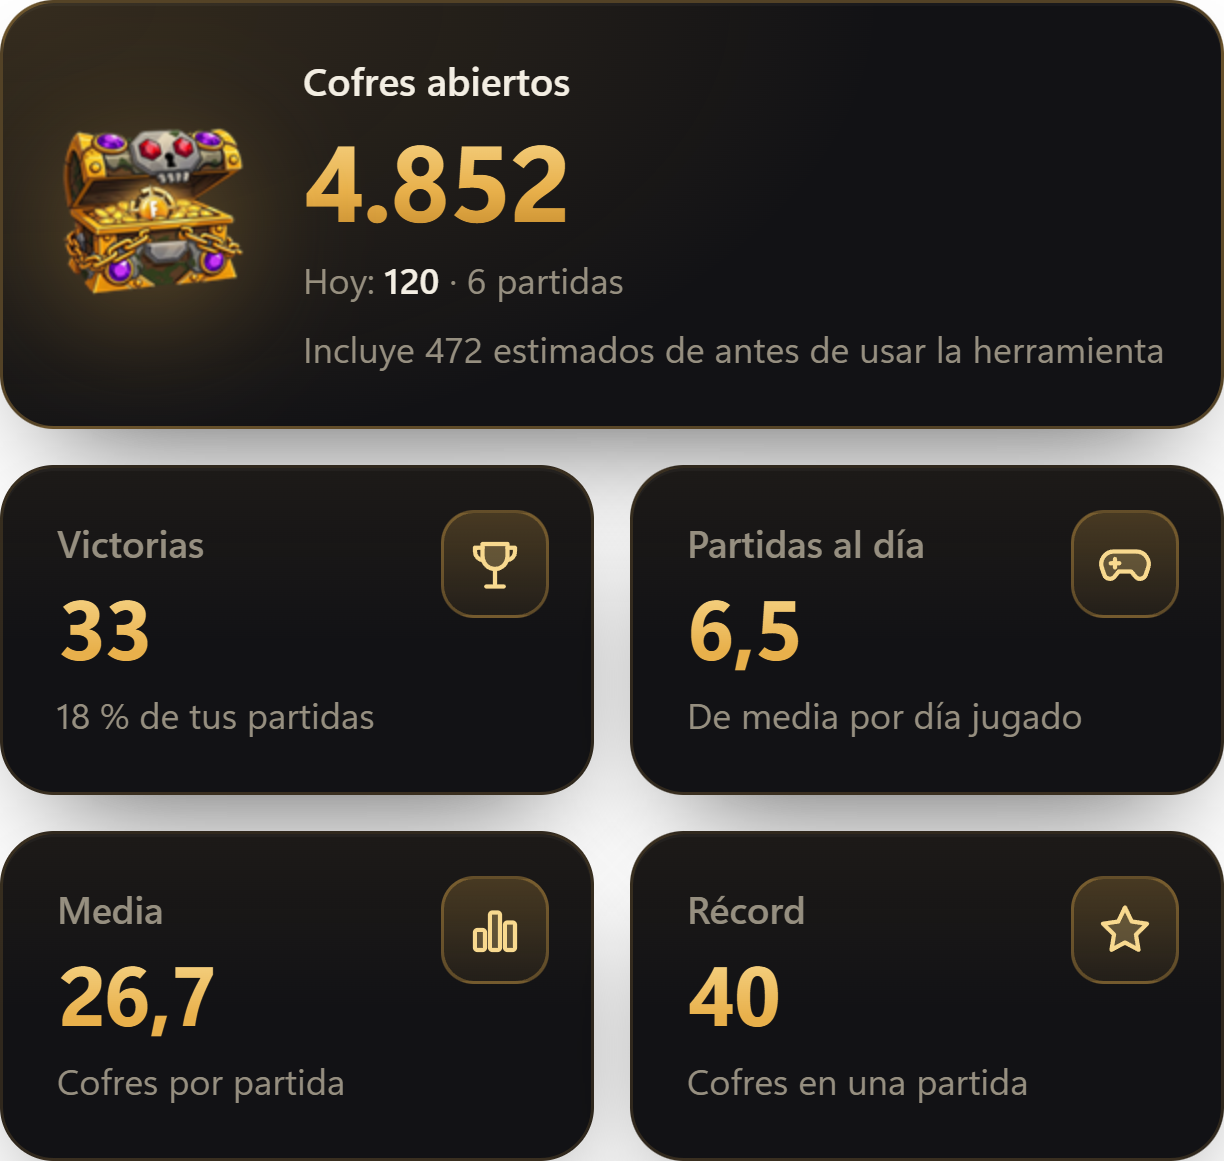 Cofres abiertos
4.852
Hoy: 120 · 6 partidas
Incluye 472 estimados de antes de usar la herramienta
Victorias
33
18 % de tus partidas
Partidas al día
6,5
De media por día jugado
Media
26,7
Cofres por partida
Récord
40
Cofres en una partida